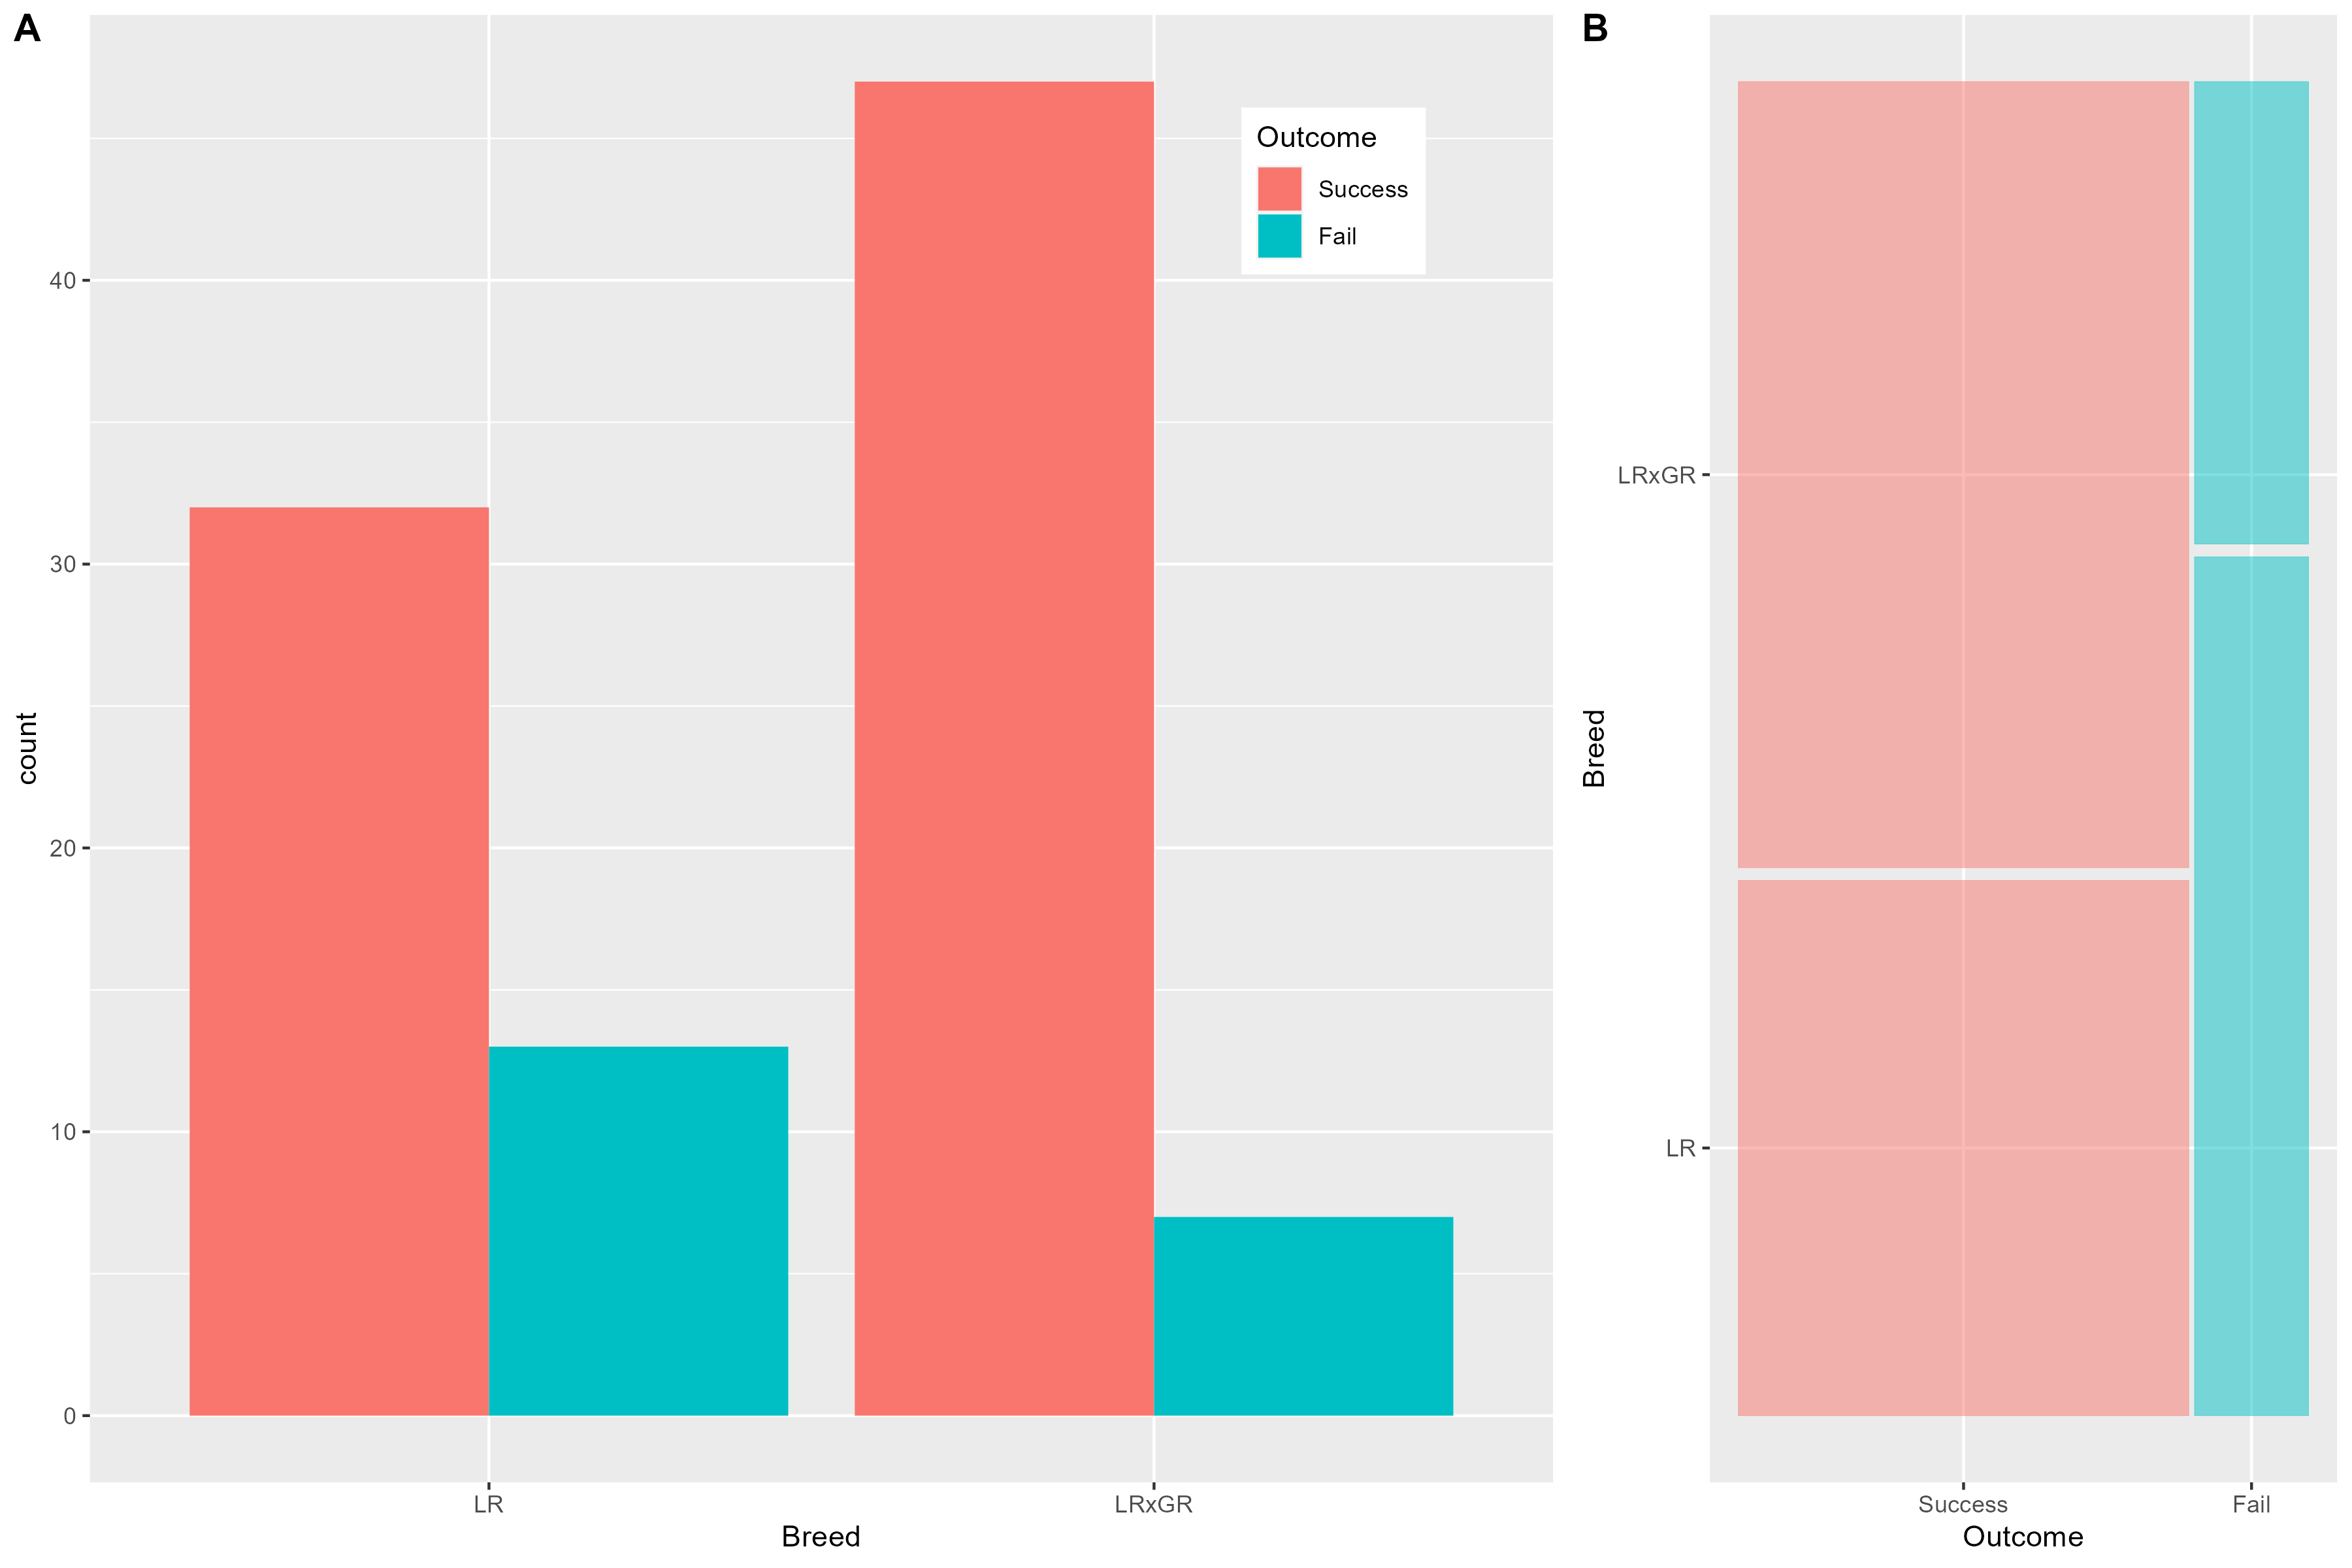 A
count
40
30
20
10
0
LR
LRxGR
Breed
Outcome
Success
Fail
B
Breed
LRxGR
LR
Success
Fail
Outcome